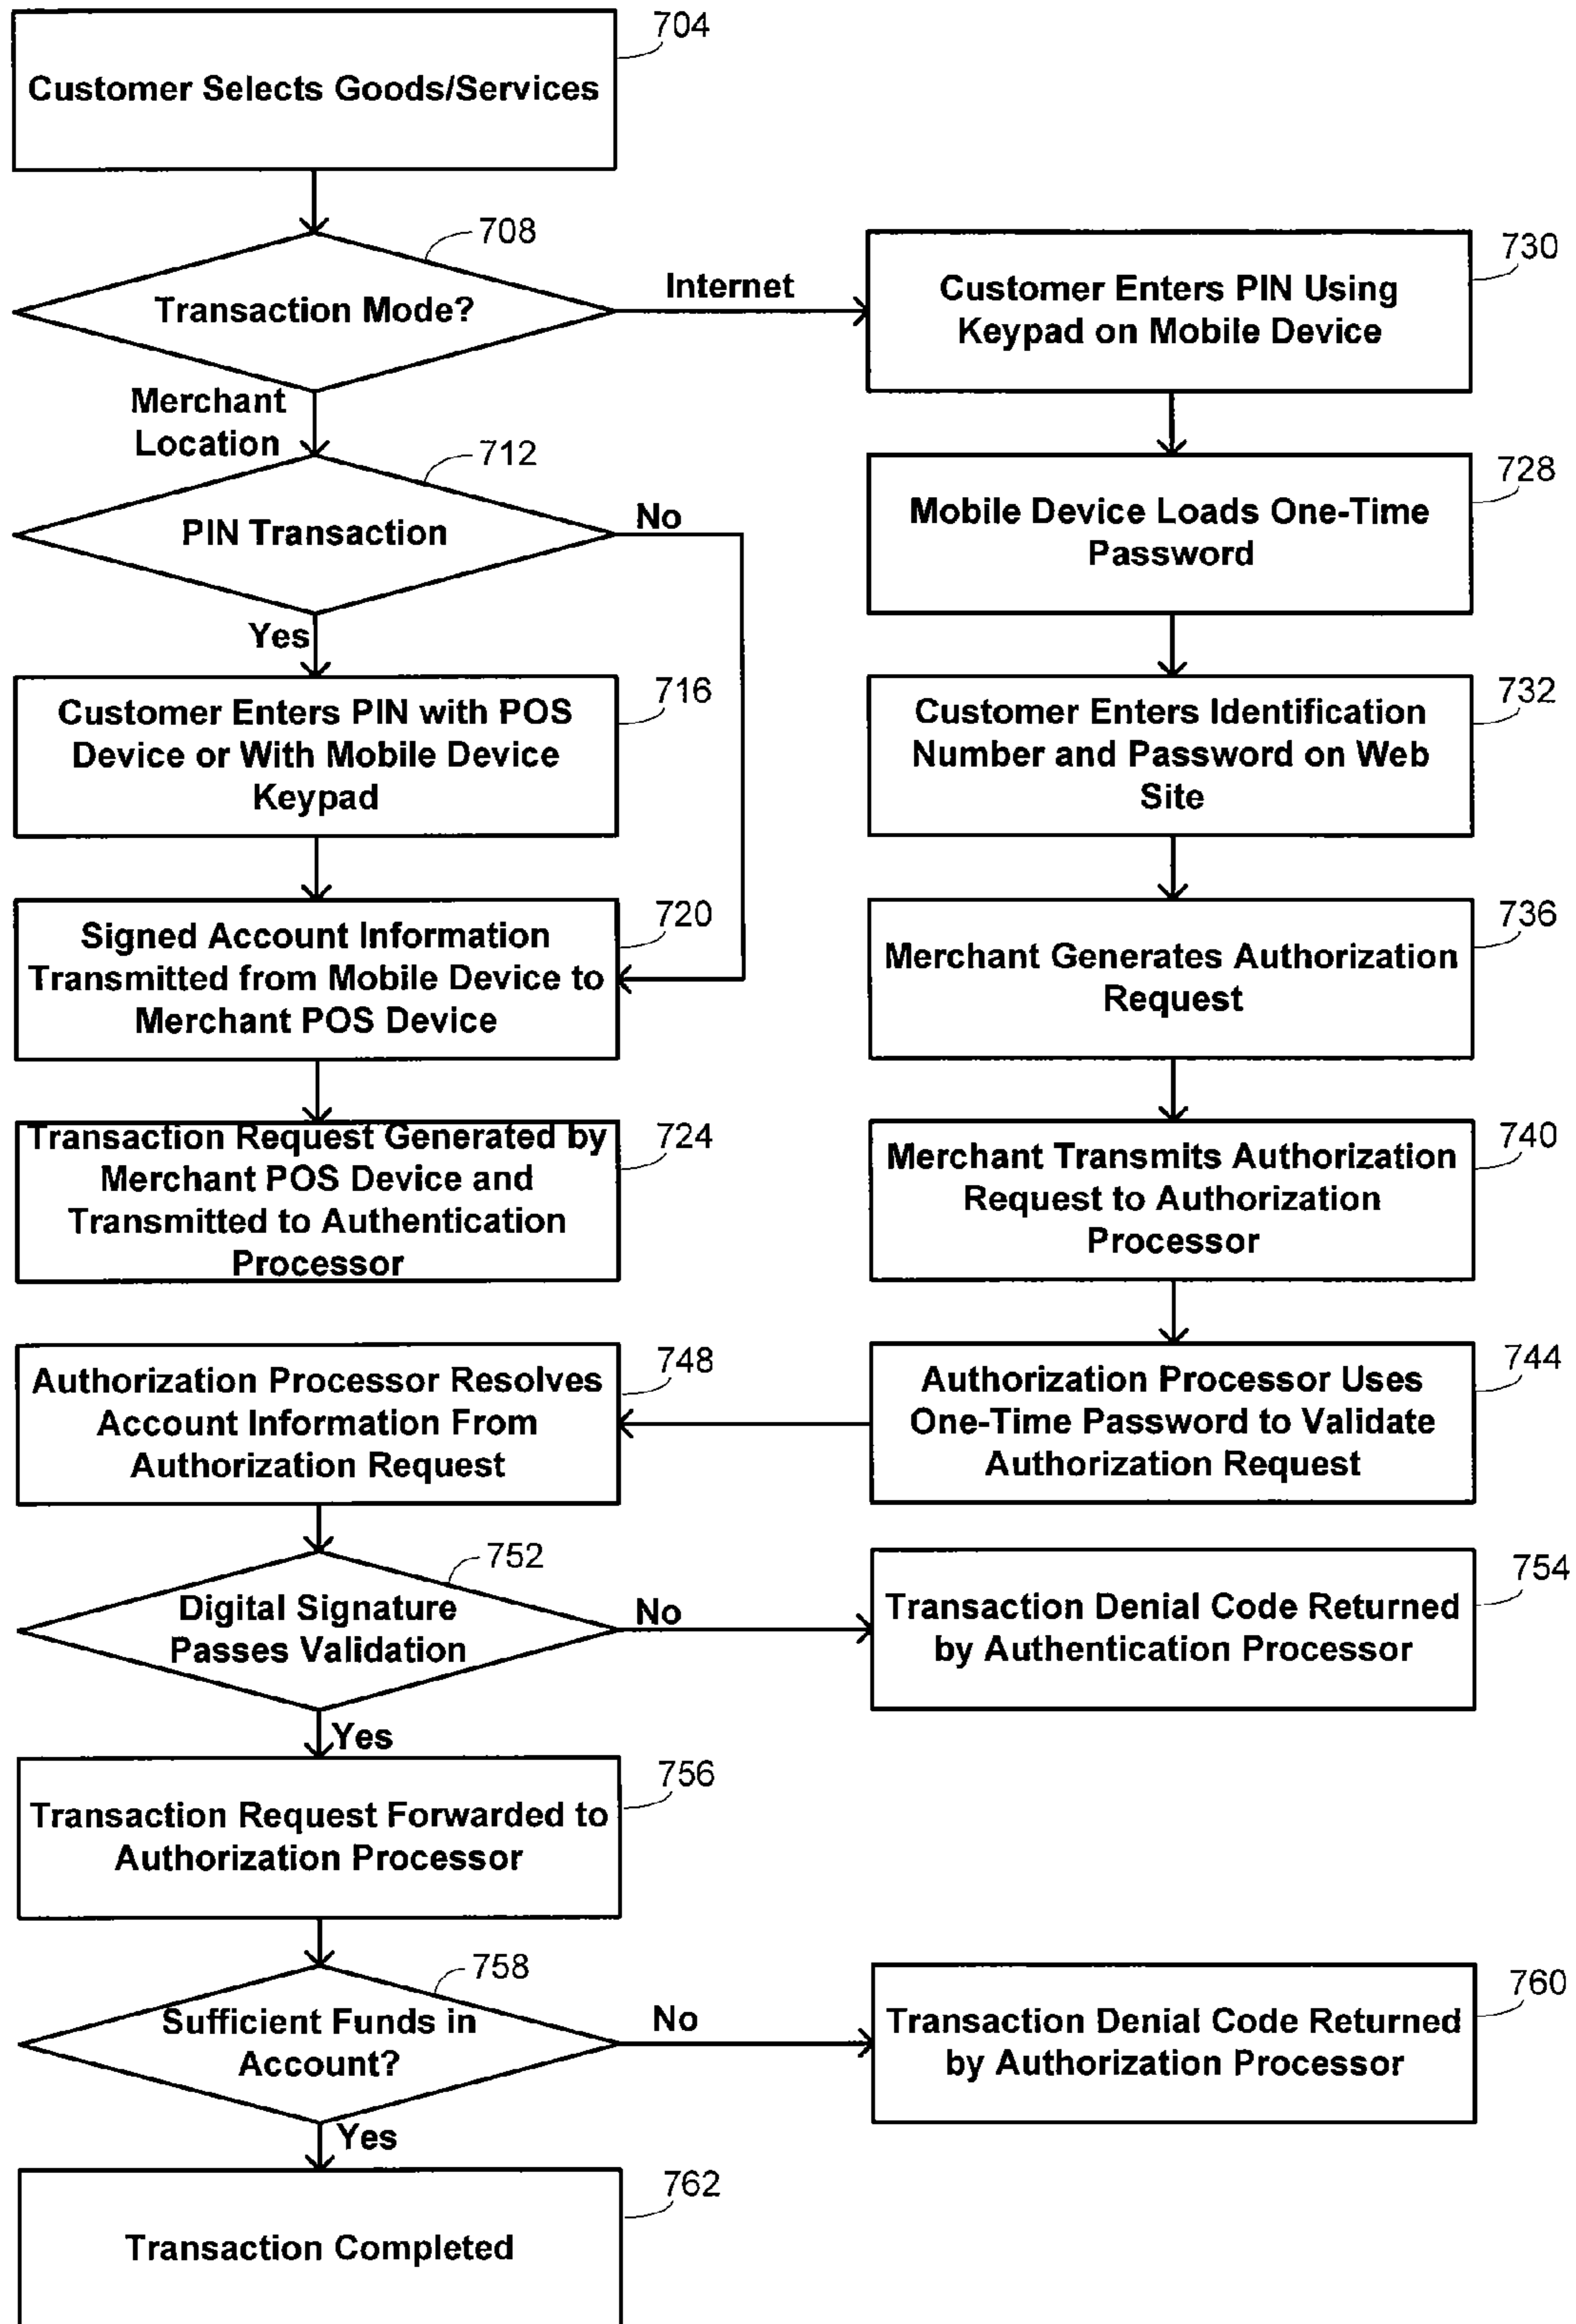 704
Customer Selects Goods/Services
708
Transaction Mode?
Internet
730
Customer Enters PIN Using
Keypad on Mobile Device
Merchant
Location
712
PIN Transaction
No
728
Mobile Device Loads One-Time
Password
Yes
716
Customer Enters PIN with POS
Device or With Mobile Device
Keypad
732
Customer Enters Identification
Number and Password on Web
Site
720
Signed Account Information
Transmitted from Mobile Device to
Merchant POS Device
736
Merchant Generates Authorization
Request
724
Transaction Request Generated by
Merchant POS Device and
Transmitted to Authentication
Processor
740
Merchant Transmits Authorization
Request to Authorization
Processor
748
Authorization Processor Resolves
Account Information From
Authorization Request
744
Authorization Processor Uses
One-Time Password to Validate
Authorization Request
752
Digital Signature
Passes Validation
No
754
Transaction Denial Code Returned
by Authentication Processor
Yes
756
Transaction Request Forwarded to
Authorization Processor
758
Sufficient Funds in
Account?
No
760
Transaction Denial Code Returned
by Authorization Processor
Yes
762
Transaction Completed